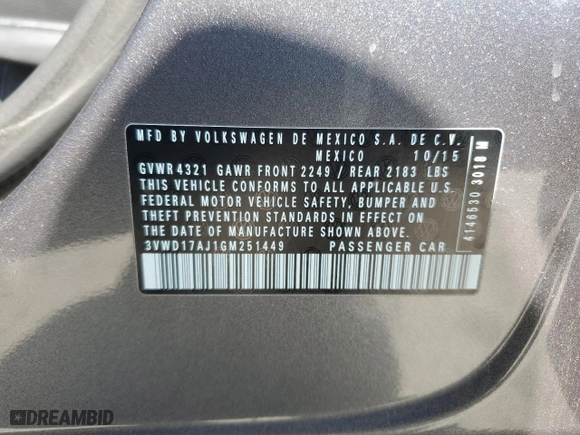 MFD BY VOLKSWAGEN DE MEXICO S.A. DE C.V.
MEXICO 10/15
GVWR 4321 GAWR FRONT 2249 / REAR 2183 LBS
THIS VEHICLE CONFORMS TO ALL APPLICABLE U.S.
FEDERAL MOTOR VEHICLE SAFETY, BUMPER AND
THEFT PREVENTION STANDARDS IN EFFECT ON
THE DATE OF MANUFACTURE SHOWN ABOVE.
3VWD17AJ1GM251449 PASSENGER CAR
4146530 3018 M
DREAMBID